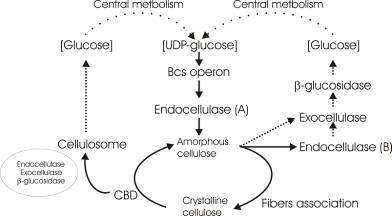 Central metbolism
Central metbolism
[Glucose]
[UDP-glucose]
[Glucose]
Bcs operon
β-glucosidase
Endocellulase (A)
Exocellulase
Cellulosome
Amorphous
cellulose
Endocellulase (B)
Endocellulase
Exocellulase
β-glucosidase
CBD
Crystalline
cellulose
Fibers association